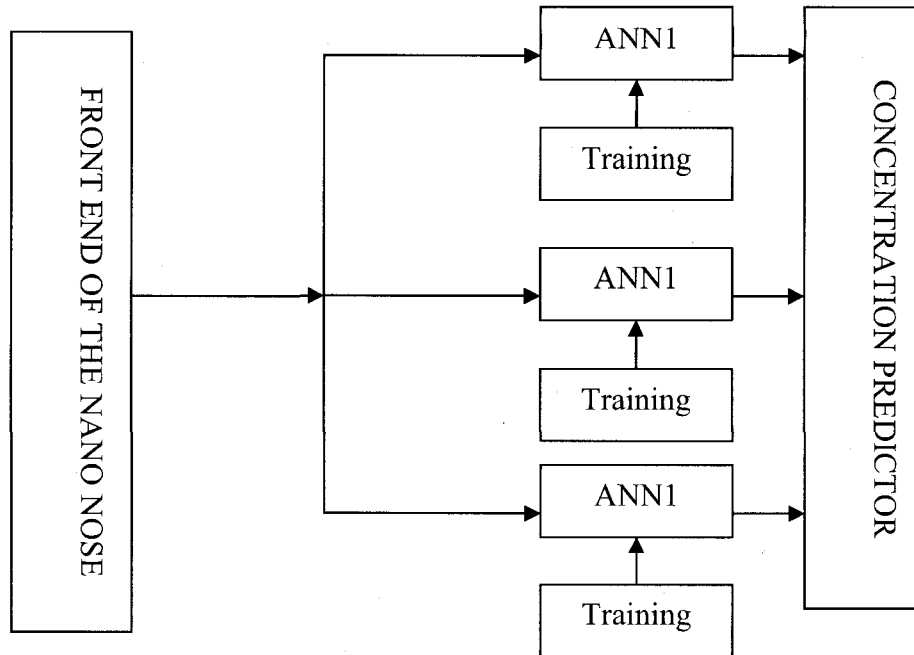 FRONT END OF THE NANO NOSE
ANN1
Training
ANN1
Training
ANN1
Training
CONCENTRATION PREDICTOR